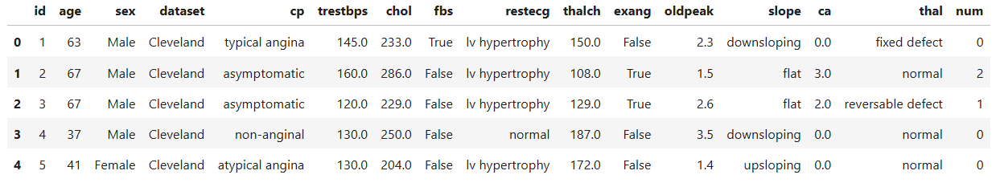 id age sex dataset cp trestbps chol fbs restecg thalch exang oldpeak slope ca thal num
0 1 63 Male Cleveland typical angina 145.0 233.0 True lv hypertrophy 150.0 False 2.3 downsloping 0.0 fixed defect 0
1 2 67 Male Cleveland asymptomatic 160.0 286.0 False lv hypertrophy 108.0 True 1.5 flat 3.0 normal 2
2 3 67 Male Cleveland asymptomatic 120.0 229.0 False lv hypertrophy 129.0 True 2.6 flat 2.0 reversable defect 1
3 4 37 Male Cleveland non-anginal 130.0 250.0 False normal 187.0 False 3.5 downsloping 0.0 normal 0
4 5 41 Female Cleveland atypical angina 130.0 204.0 False lv hypertrophy 172.0 False 1.4 upsloping 0.0 normal 0